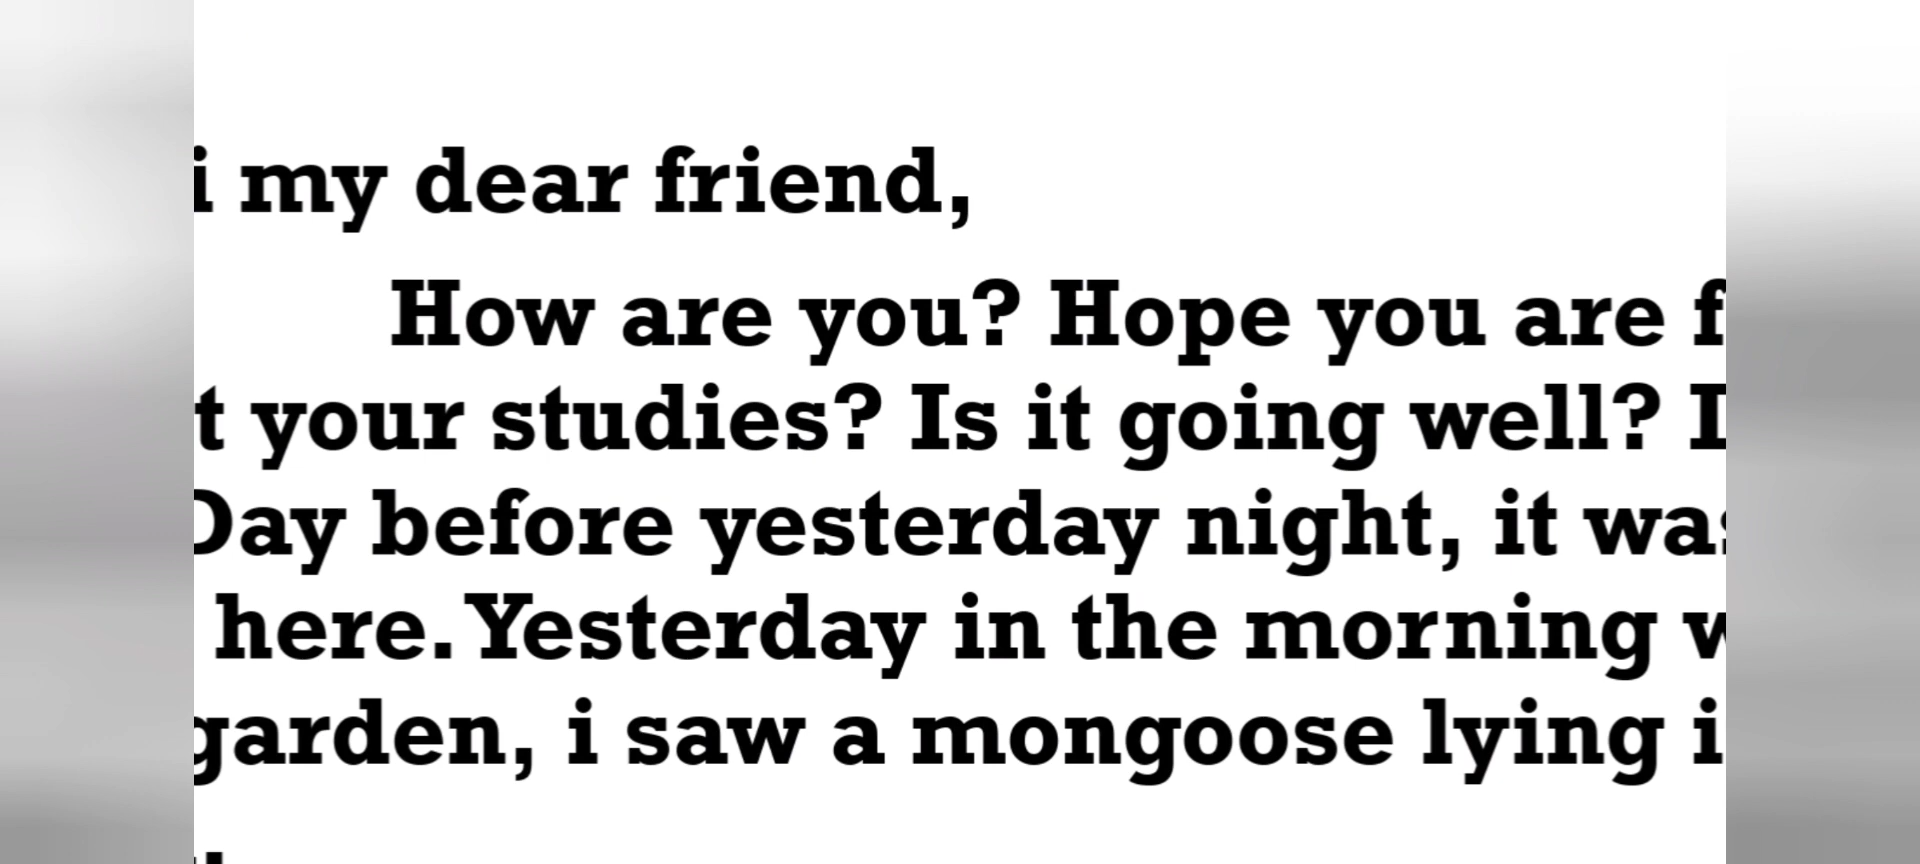 i my dear friend,
How are you? Hope you are f
t your studies? Is it going well?
Day before yesterday night, it was
here. Yesterday in the morning w
garden, i saw a mongoose lying i